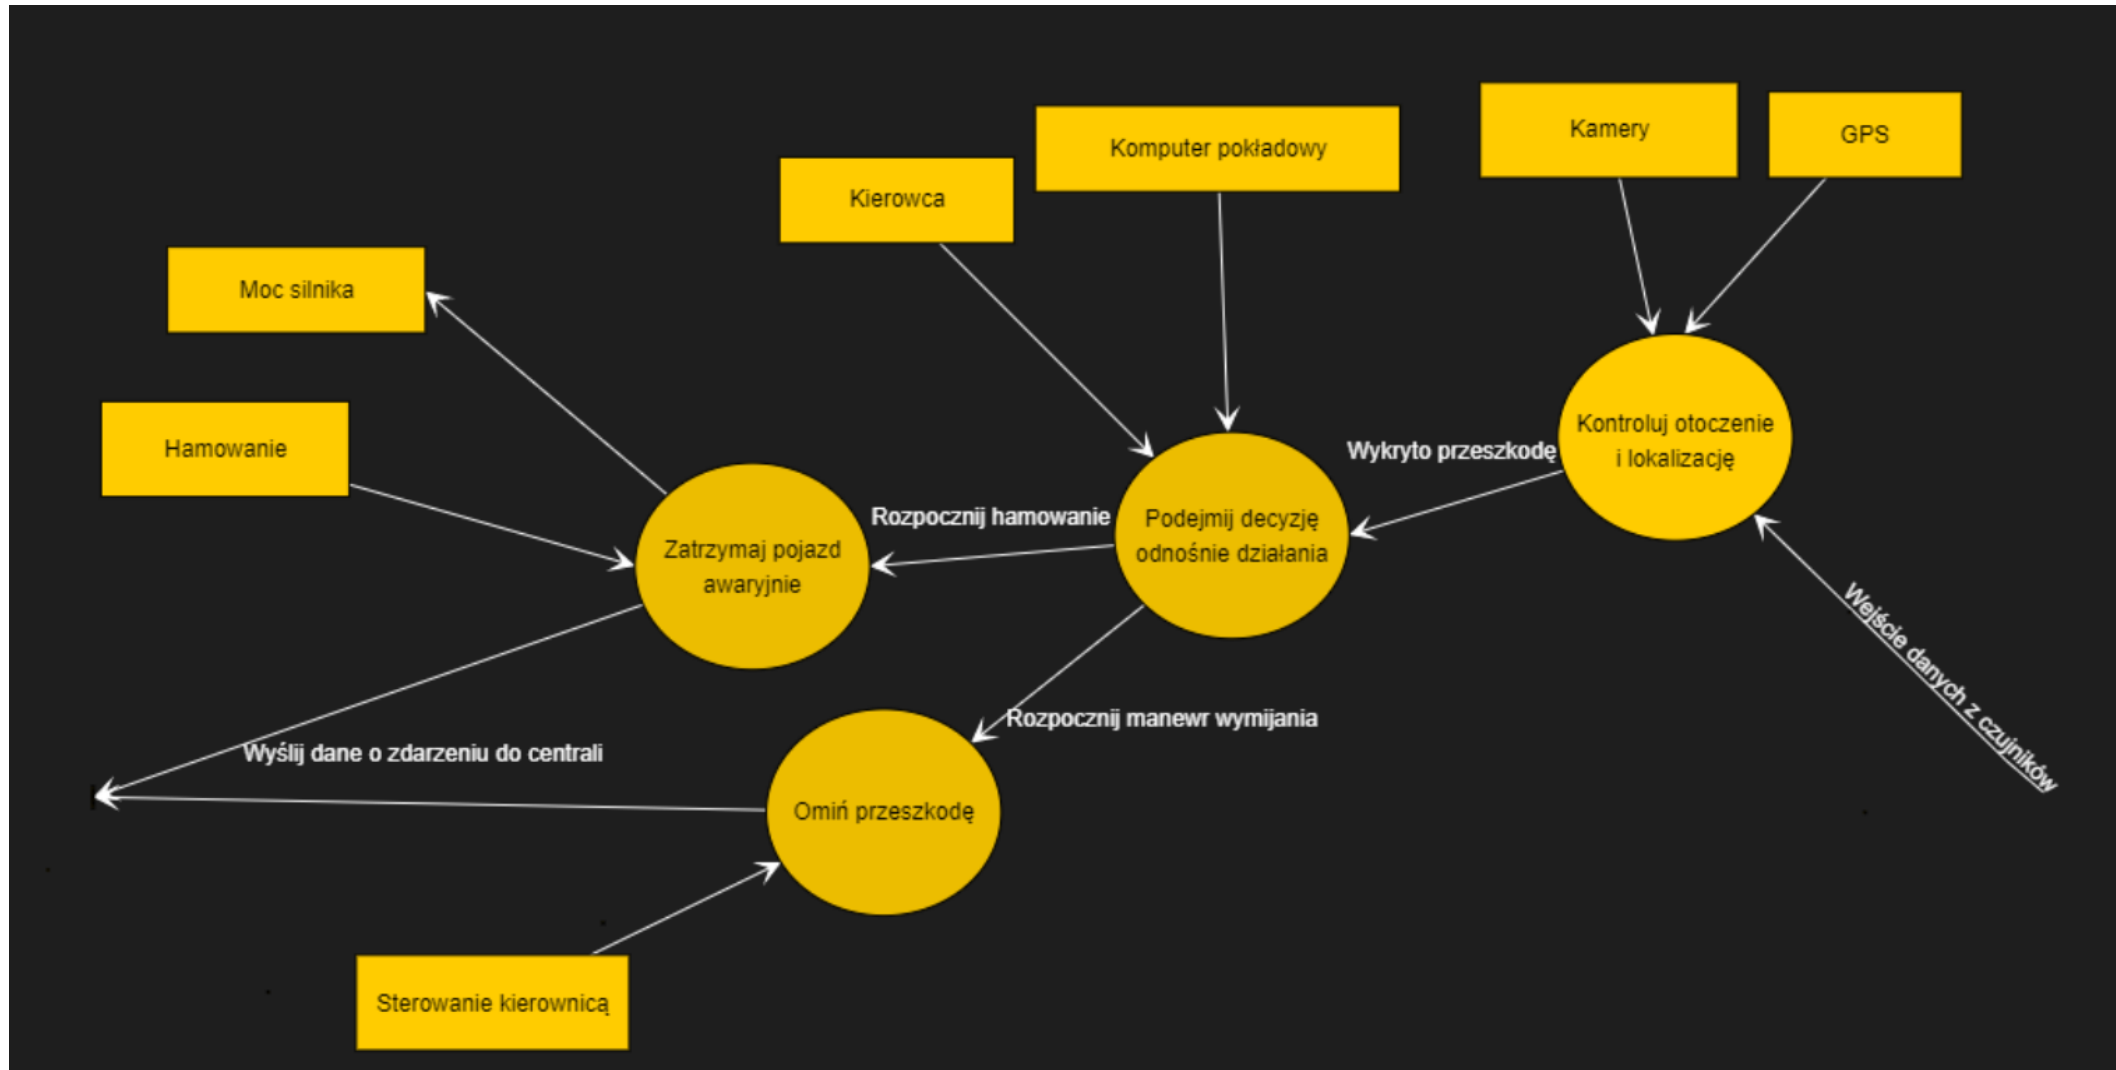 Kamery
GPS
Komputer pokładowy
Kierowca
Moc silnika
Hamowanie
Kontroluj otoczenie
i lokalizację
Wykryto przeszkodę
Podejmij decyzję
odnośnie działania
Rozpocznij hamowanie
Zatrzymaj pojazd
awaryjnie
Wejście danych z czujników
Rozpocznij manewr wymijania
Wyślij dane o zdarzeniu do centrali
Omiń przeszkodę
Sterowanie kierownicą